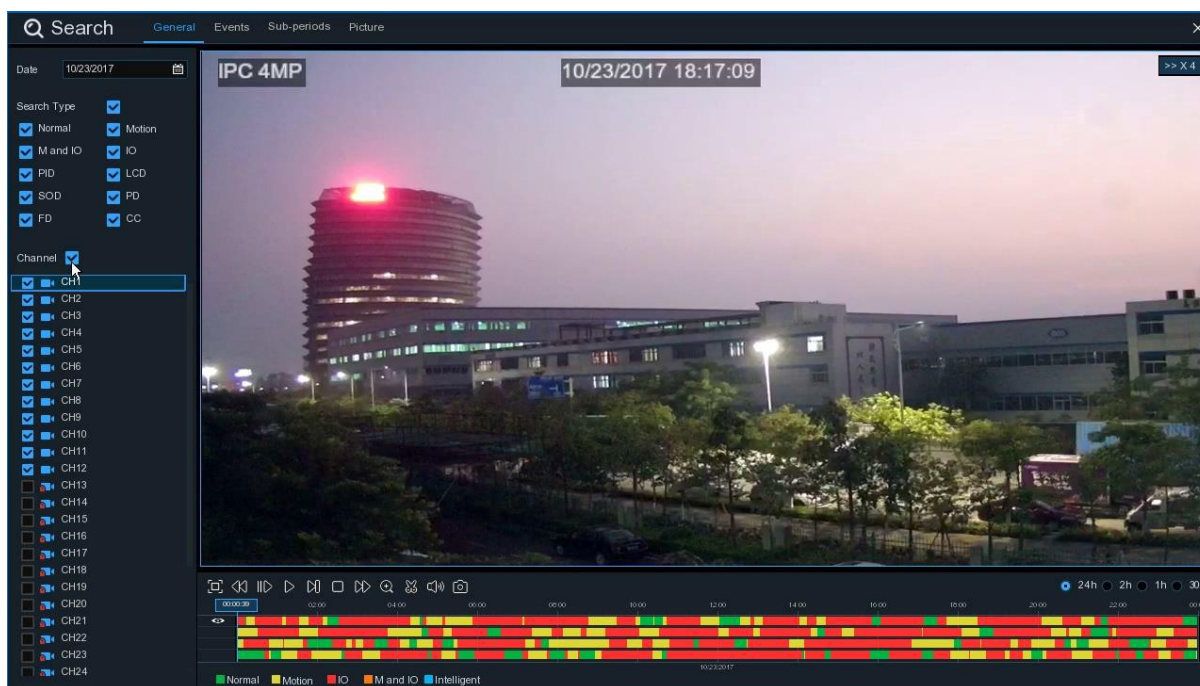 Search General Events Sub-periods Picture
Date 10/23/2017
Search Type
Normal Motion
M and IO IO
PID LCD
SOD PD
FD CC
Channel
CH1
CH2
CH3
CH4
CH5
CH6
CH7
CH8
CH9
CH10
CH11
CH12
CH13
CH14
CH15
CH16
CH17
CH18
CH19
CH20
CH21
CH22
CH23
CH24
IPC 4MP 10/23/2017 18:17:09
>> X 4
24h 2h 1h 30
00:00:39 02:00 04:00 06:00 08:00 10:00 12:00 14:00 16:00 18:00 20:00 22:00
10/23/2017
Normal Motion IO M and IO Intelligent